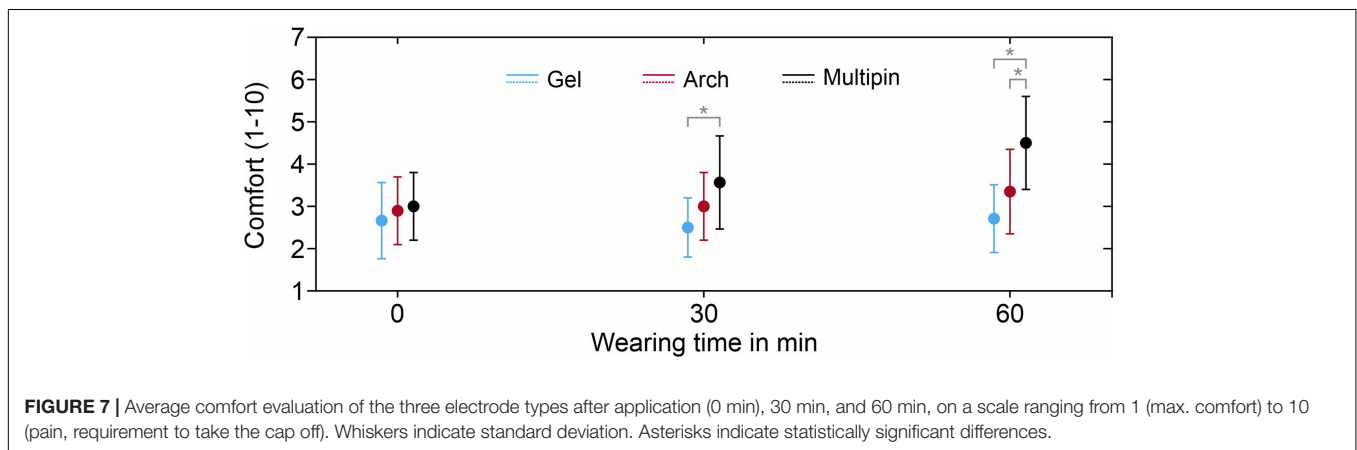 7
6
5
4
3
2
1
Comfort (1-10)
Gel Arch Multipin
*
*
*
0 30 60
Wearing time in min
FIGURE 7 | Average comfort evaluation of the three electrode types after application (0 min), 30 min, and 60 min, on a scale ranging from 1 (max. comfort) to 10
(pain, requirement to take the cap off). Whiskers indicate standard deviation. Asterisks indicate statistically significant differences.